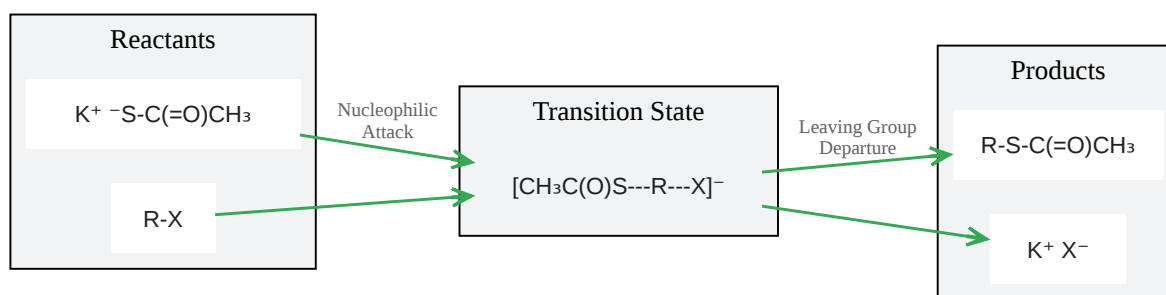 Reactants
K⁺ ⁻S-C(=O)CH₃
R-X
Nucleophilic
Attack
Transition State
[CH₃C(O)S---R---X]⁻
Leaving Group
Departure
Products
R-S-C(=O)CH₃
K⁺ X⁻